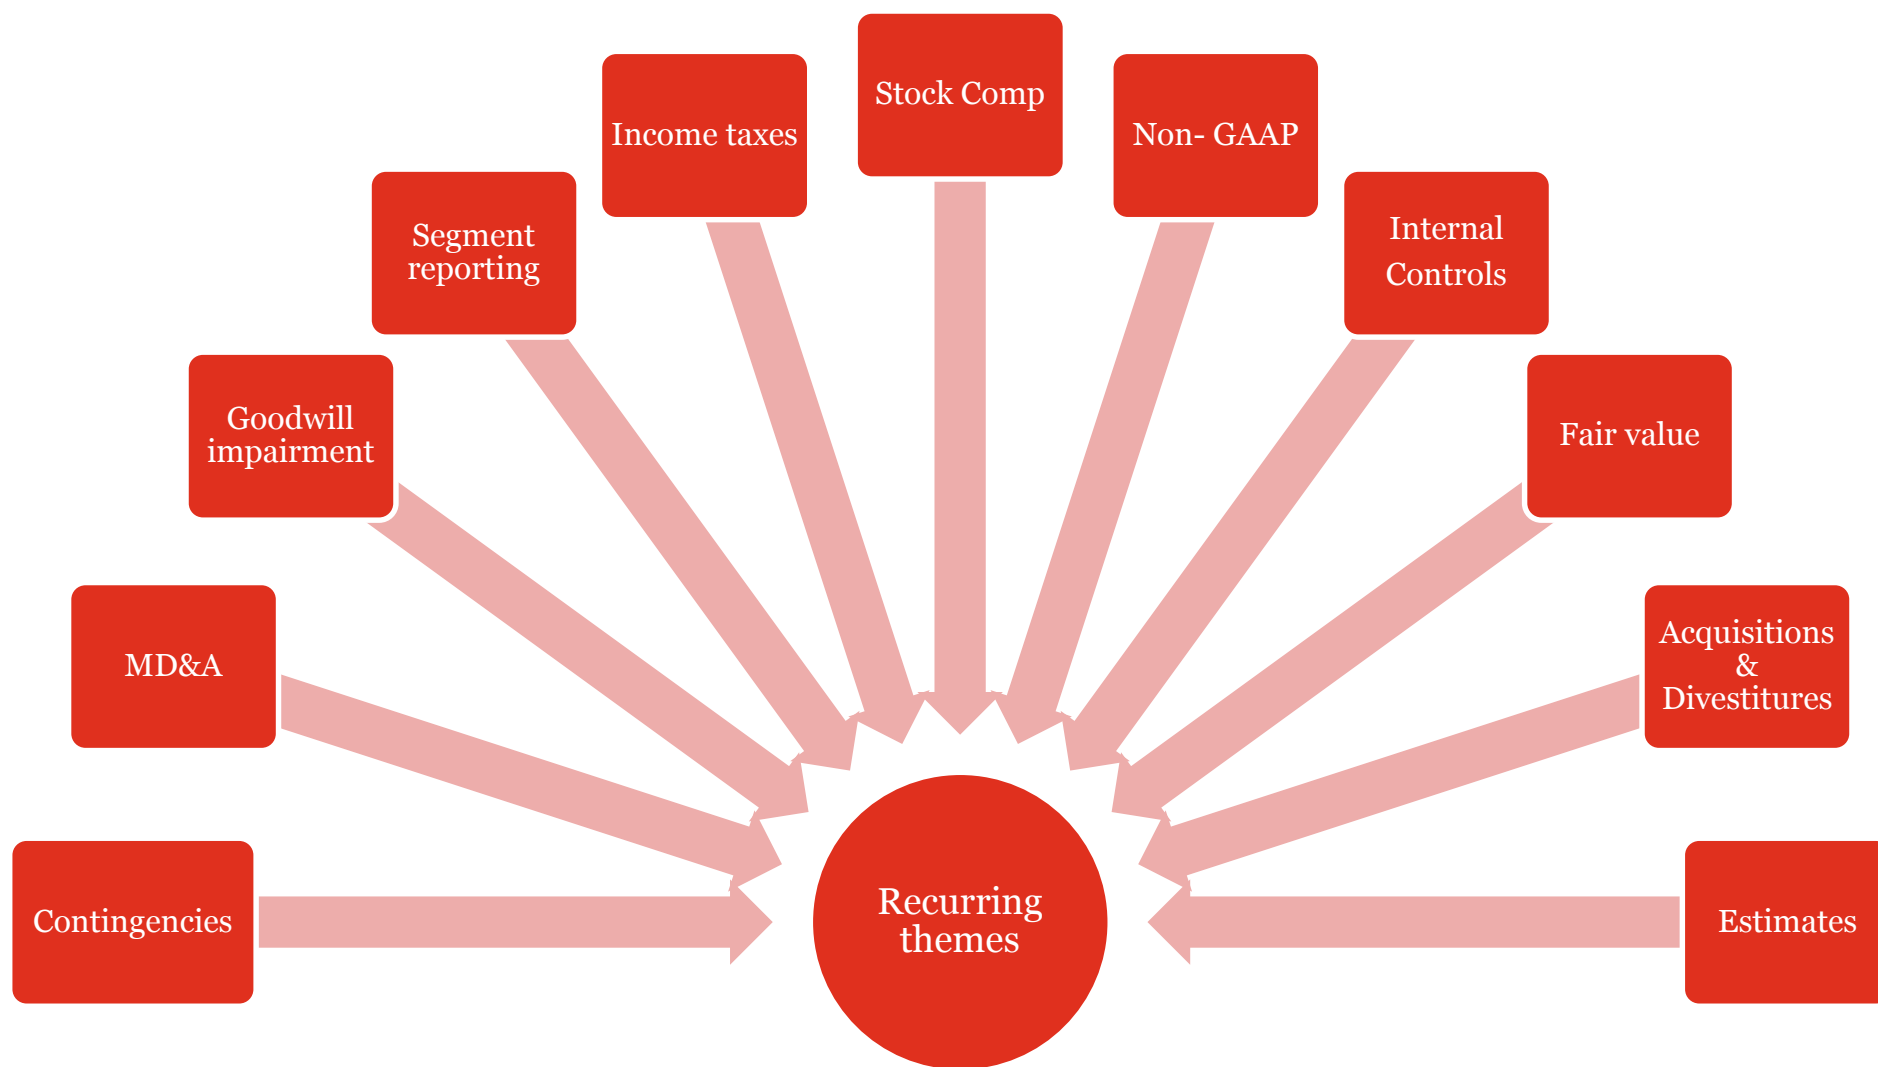 Stock Comp
Income taxes
Non- GAAP
Segment
reporting
Internal
Controls
Goodwill
impairment
Fair value
MD&A
Acquisitions
&
Divestitures
Contingencies
Recurring
themes
Estimates